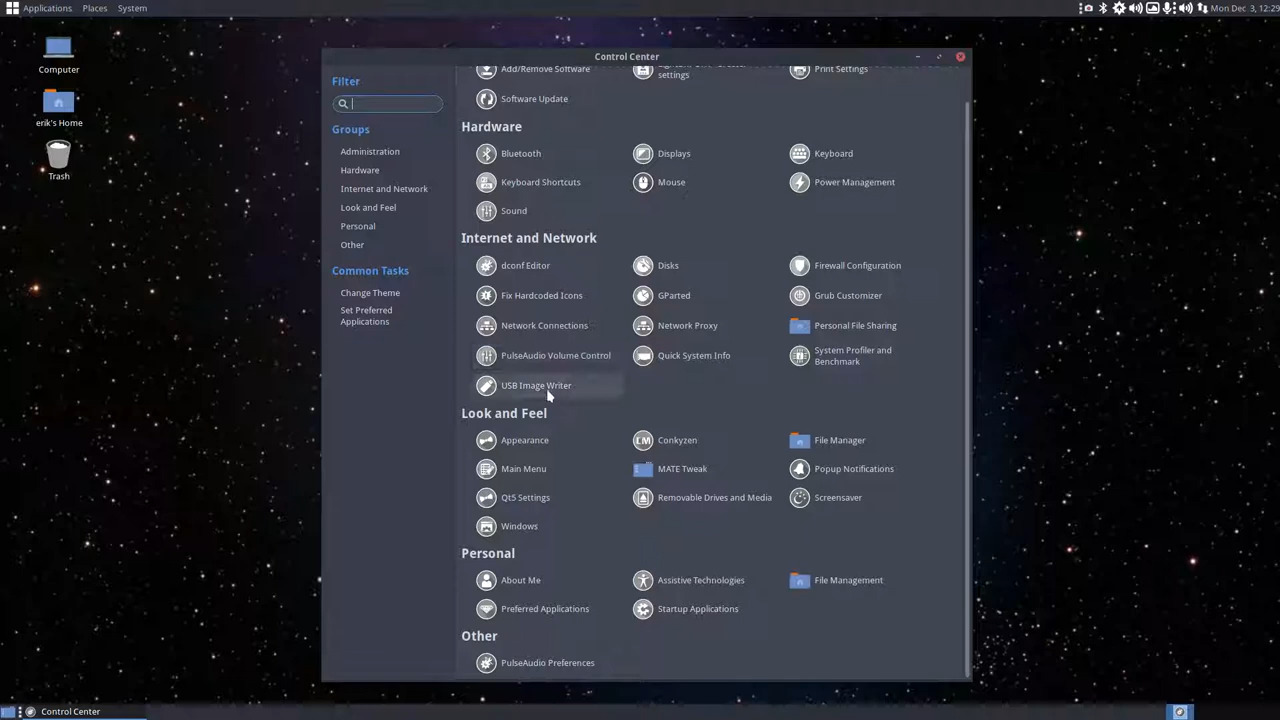 Applications Places System
Mon Dec 3, 12:29
Computer
erik's Home
Trash
Control Center
Filter
Groups
Administration
Hardware
Internet and Network
Look and Feel
Personal
Other
Common Tasks
Change Theme
Set Preferred
Applications
Add/Remove Software
settings
Print Settings
Software Update
Hardware
Bluetooth Displays Keyboard
Keyboard Shortcuts Mouse Power Management
Sound
Internet and Network
dconf Editor Disks Firewall Configuration
Fix Hardcoded Icons GParted Grub Customizer
Network Connections Network Proxy Personal File Sharing
PulseAudio Volume Control Quick System Info System Profiler and
Benchmark
USB Image Writer
Look and Feel
Appearance LM Conkyzen File Manager
Main Menu MATE Tweak Popup Notifications
Qt5 Settings Removable Drives and Media Screensaver
Windows
Personal
About Me Assistive Technologies File Management
Preferred Applications Startup Applications
Other
PulseAudio Preferences
Control Center